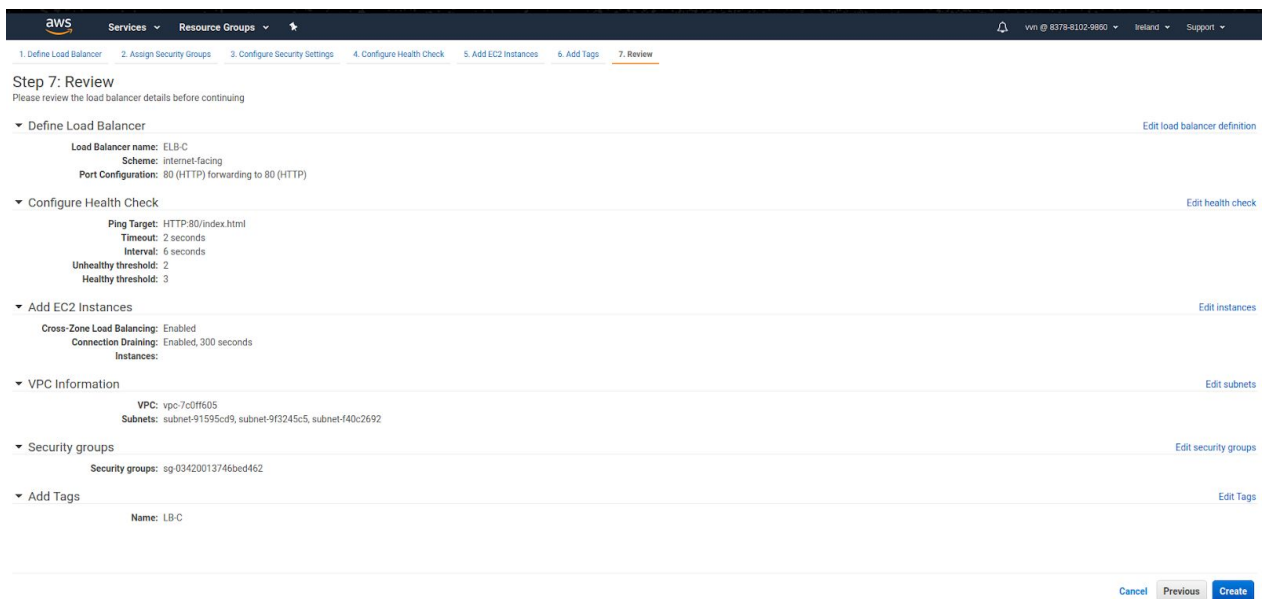 aws Services Resource Groups vvn @ 8378-8102-9860 Ireland Support
1. Define Load Balancer 2. Assign Security Groups 3. Configure Security Settings 4. Configure Health Check 5. Add EC2 Instances 6. Add Tags 7. Review
Step 7: Review
Please review the load balancer details before continuing
Define Load Balancer Edit load balancer definition
Load Balancer name: ELB-C
Scheme: internet-facing
Port Configuration: 80 (HTTP) forwarding to 80 (HTTP)
Configure Health Check Edit health check
Ping Target: HTTP:80/index.html
Timeout: 2 seconds
Interval: 6 seconds
Unhealthy threshold: 2
Healthy threshold: 3
Add EC2 Instances Edit instances
Cross-Zone Load Balancing: Enabled
Connection Draining: Enabled, 300 seconds
Instances:
VPC Information Edit subnets
VPC: vpc-7c0ff605
Subnets: subnet-91595cd9, subnet-9f3245c5, subnet-f40c2692
Security groups Edit security groups
Security groups: sg-03420013746bed462
Add Tags Edit Tags
Name: LB-C
Cancel Previous Create